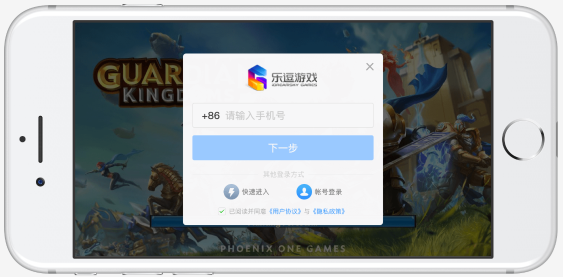 GUAR
KINGD
乐逗游戏
IDREAMSKY GAMES
+86 请输入手机号
下一步
其他登录方式
快速进入
帐号登录
已阅读并同意《用户协议》与《隐私政策》
PHOENIX ONE GAMES